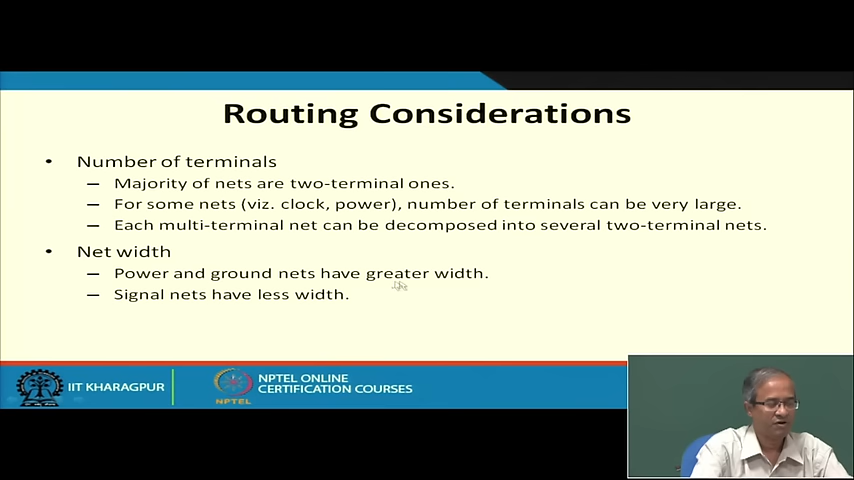 Routing Considerations
• Number of terminals
– Majority of nets are two-terminal ones.
– For some nets (viz. clock, power), number of terminals can be very large.
– Each multi-terminal net can be decomposed into several two-terminal nets.
• Net width
– Power and ground nets have greater width.
– Signal nets have less width.
IIT KHARAGPUR
NPTEL ONLINE
CERTIFICATION COURSES
NPTEL